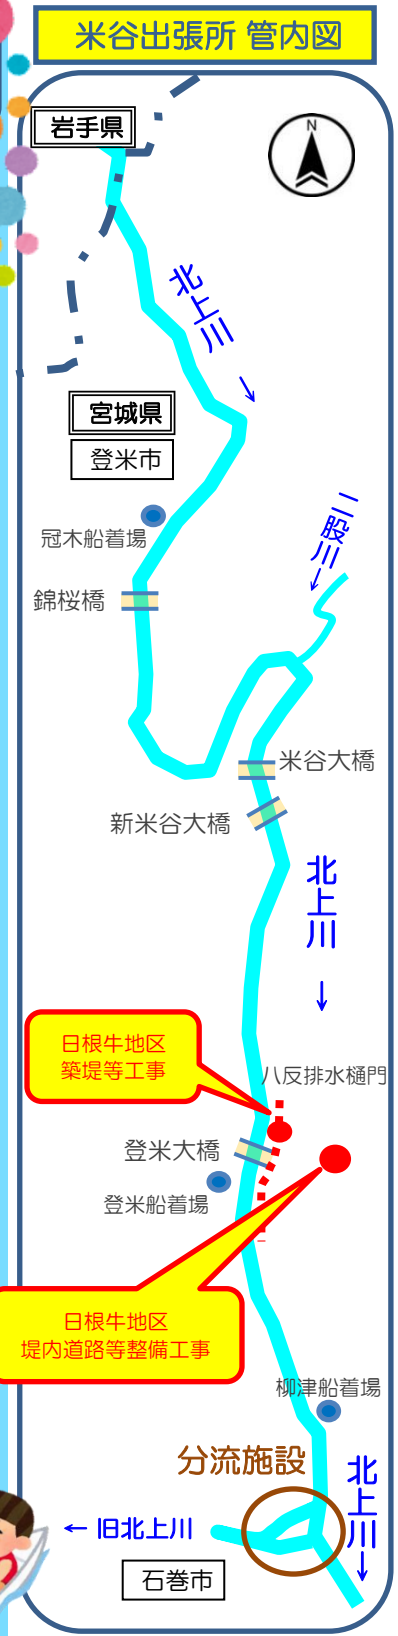 米谷出張所 管内図
岩手県
N
北上川
↓
宮城県
登米市
冠木船着場
二股川
↓
錦桜橋
米谷大橋
新米谷大橋
北上川
↓
日根牛地区
築堤等工事
八反排水樋門
登米大橋
登米船着場
日根牛地区
堤内道路等整備工事
柳津船着場
分流施設
北上川
↓
← 旧北上川
石巻市